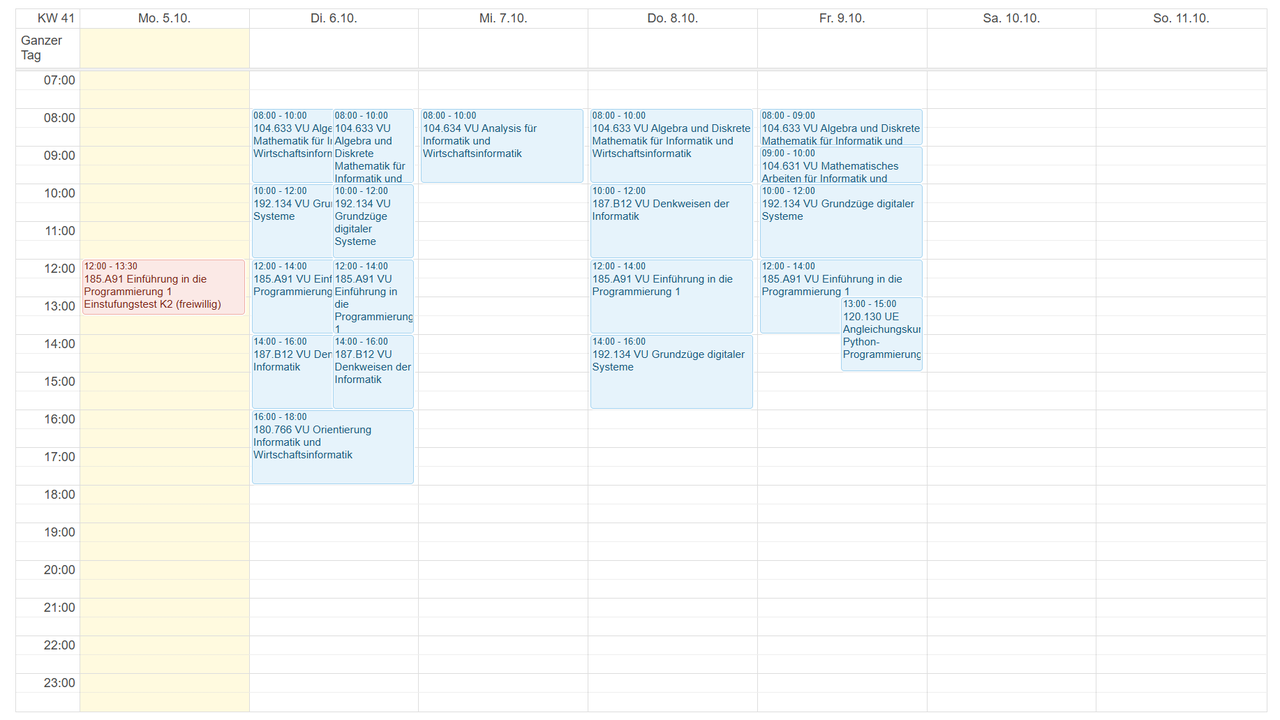 KW 41
Mo. 5.10.
Di. 6.10.
Mi. 7.10.
Do. 8.10.
Fr. 9.10.
Sa. 10.10.
So. 11.10.
Ganzer
Tag
07:00
08:00
09:00
10:00
11:00
12:00
13:00
14:00
15:00
16:00
17:00
18:00
19:00
20:00
21:00
22:00
23:00
12:00 - 13:30
185.A91 Einführung in die
Programmierung 1
Einstufungstest K2 (freiwillig)
08:00 - 10:00
104.633 VU Alge
Mathematik für I
Wirtschaftsinforn
08:00 - 10:00
104.633 VU
Algebra und
Diskrete
Mathematik für
Informatik und
10:00 - 12:00
192.134 VU Gru
Systeme
10:00 - 12:00
192.134 VU
Grundzüge
digitaler
Systeme
12:00 - 14:00
185.A91 VU Einf
Programmierung
12:00 - 14:00
185.A91 VU
Einführung in
die
Programmierung
1
14:00 - 16:00
187.B12 VU Den
Informatik
14:00 - 16:00
187.B12 VU
Denkweisen der
Informatik
16:00 - 18:00
180.766 VU Orientierung
Informatik und
Wirtschaftsinformatik
08:00 - 10:00
104.634 VU Analysis für
Informatik und
Wirtschaftsinformatik
08:00 - 10:00
104.633 VU Algebra und Diskrete
Mathematik für Informatik und
Wirtschaftsinformatik
10:00 - 12:00
187.B12 VU Denkweisen der
Informatik
12:00 - 14:00
185.A91 VU Einführung in die
Programmierung 1
14:00 - 16:00
192.134 VU Grundzüge digitaler
Systeme
08:00 - 09:00
104.633 VU Algebra und Diskrete
Mathematik für Informatik und
09:00 - 10:00
104.631 VU Mathematisches
Arbeiten für Informatik und
10:00 - 12:00
192.134 VU Grundzüge digitaler
Systeme
12:00 - 14:00
185.A91 VU Einführung in die
Programmierung 1
13:00 - 15:00
120.130 UE
Angleichungskur
Python-
Programmierung